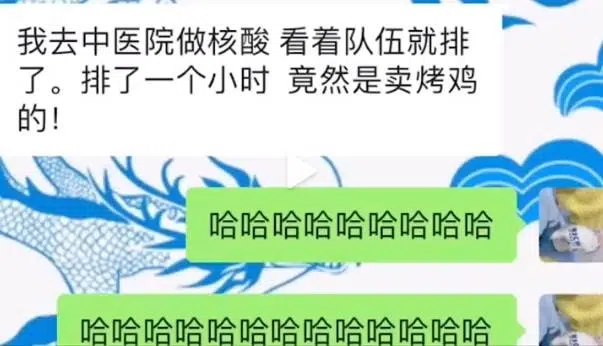 我去中医院做核酸 看着队伍就排
了。排了一个小时 竟然是卖烤鸡
的！
哈哈哈哈哈哈哈哈哈
哈哈哈哈哈哈哈哈哈哈哈哈哈